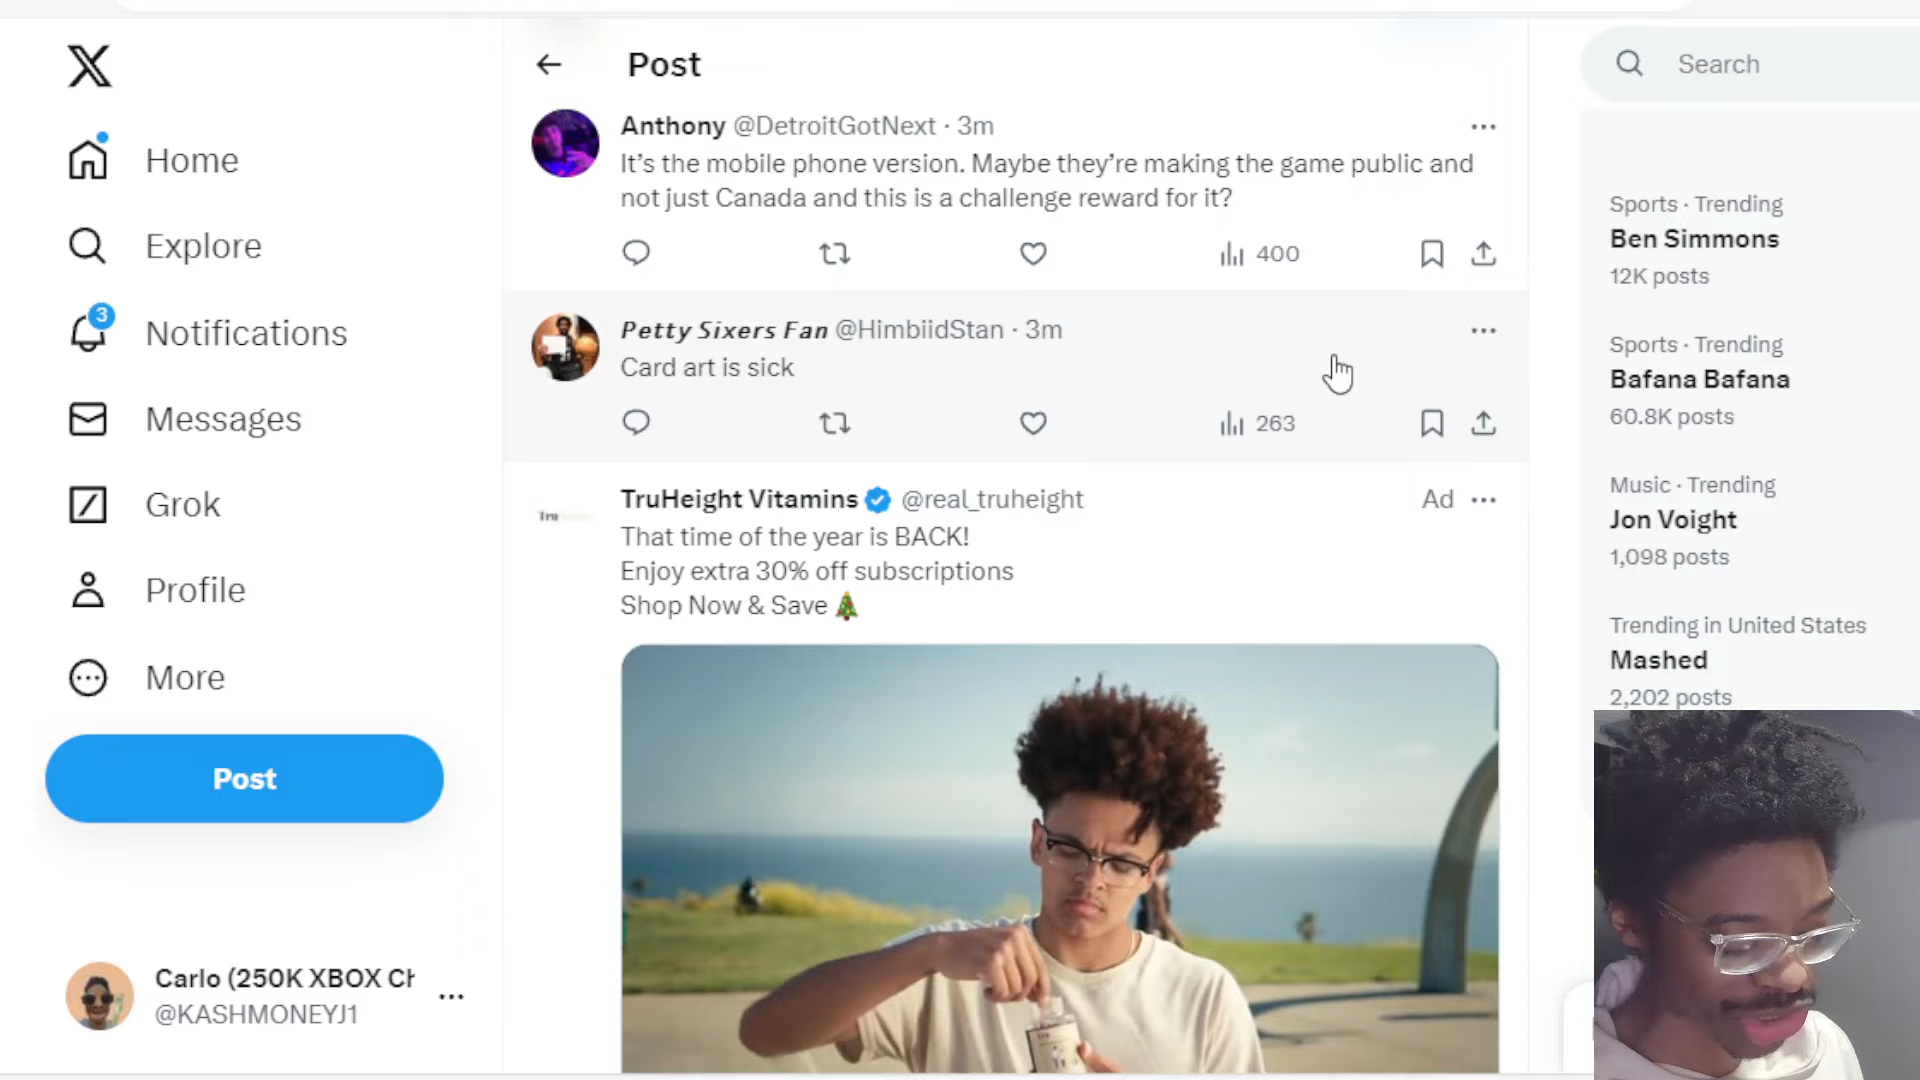 Home
Explore
3
Notifications
Messages
Grok
Profile
More
Post
Carlo (250K XBOX Ch
@KASHMONEYJ1
Post
Anthony @DetroitGotNext · 3m
It’s the mobile phone version. Maybe they’re making the game public and
not just Canada and this is a challenge reward for it?
400
Petty Sixers Fan @HimbiidStan · 3m
Card art is sick
263
TruHeight Vitamins @real_truheight
Ad
Tru
That time of the year is BACK!
Enjoy extra 30% off subscriptions
Shop Now & Save
Search
Sports · Trending
Ben Simmons
12K posts
Sports · Trending
Bafana Bafana
60.8K posts
Music · Trending
Jon Voight
1,098 posts
Trending in United States
Mashed
2,202 posts